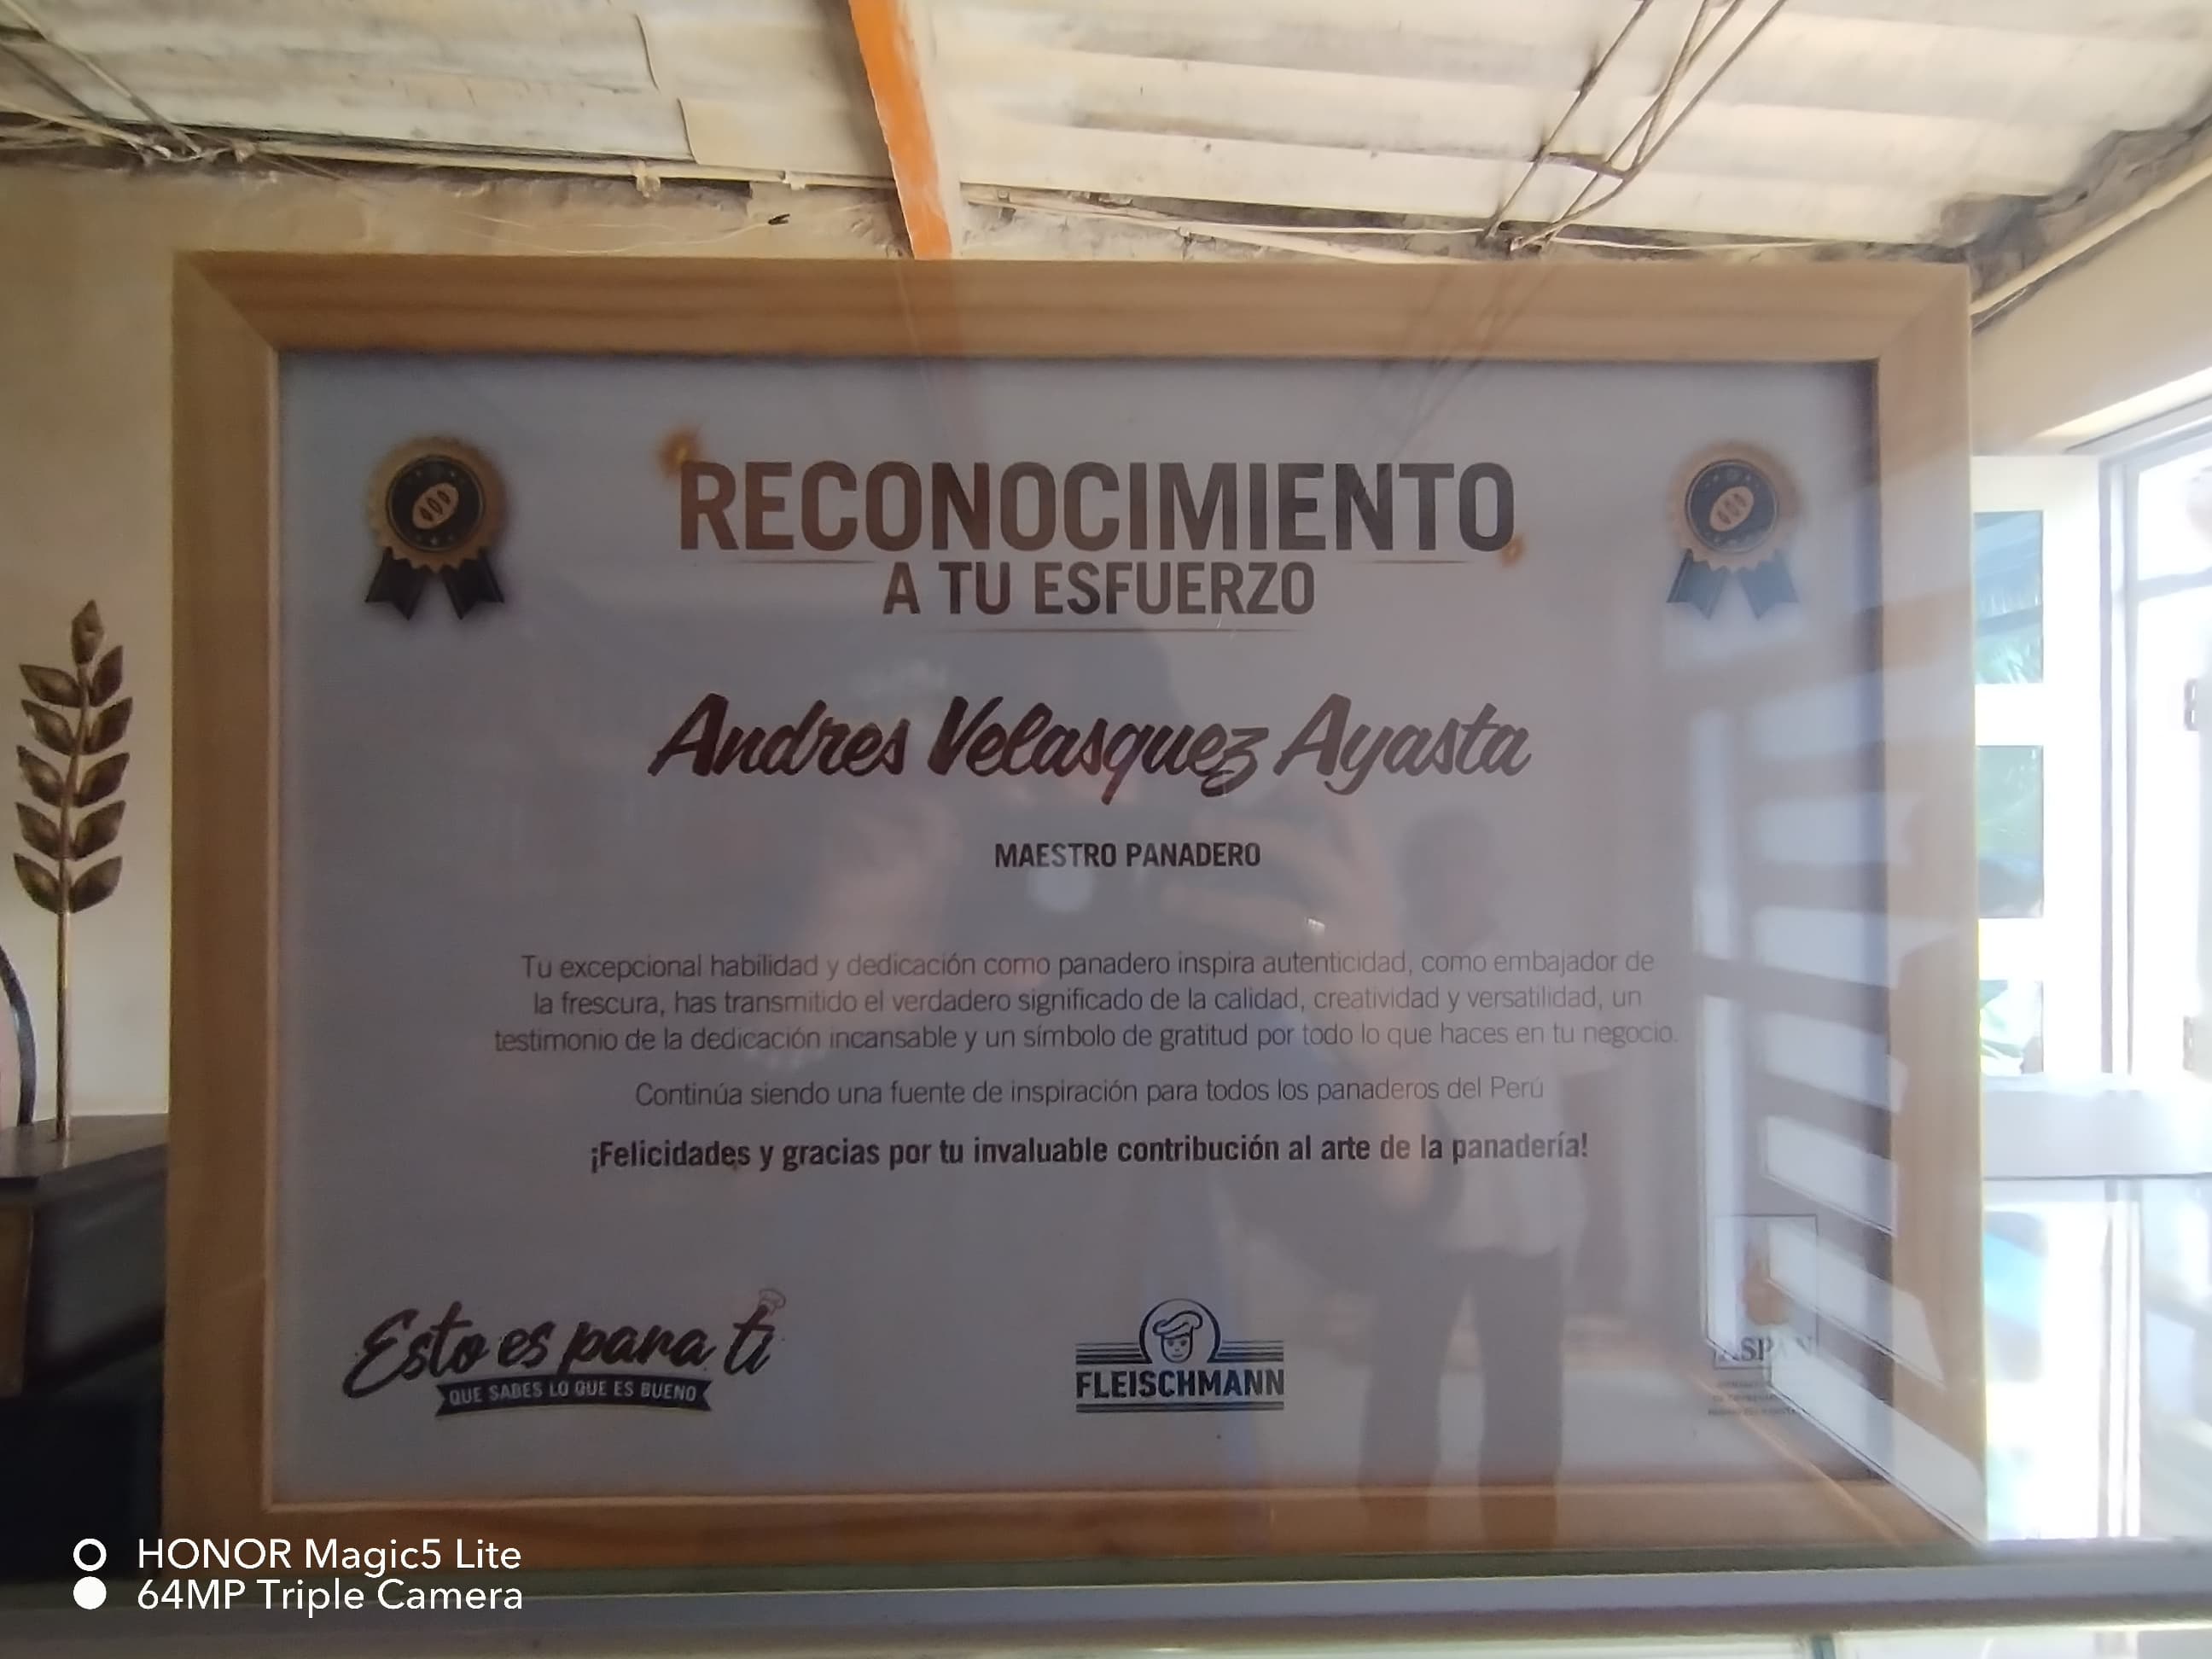 RECONOCIMIENTO
A TU ESFUERZO
Andres Velasquez Ayasta
MAESTRO PANADERO
Tu excepcional habilidad y dedicación como panadero inspira autenticidad, como embajador de
la frescura, has transmitido el verdadero significado de la calidad, creatividad y versatilidad, un
testimonio de la dedicación incansable y un símbolo de gratitud por todo lo que haces en tu negocio.
Continúa siendo una fuente de inspiración para todos los panaderos del Perú
¡Felicidades y gracias por tu invaluable contribución al arte de la panadería!
Esto es para ti
QUE SABES LO QUE ES BUENO
FLEISCHMANN
ASPAN
HONOR Magic5 Lite
64MP Triple Camera